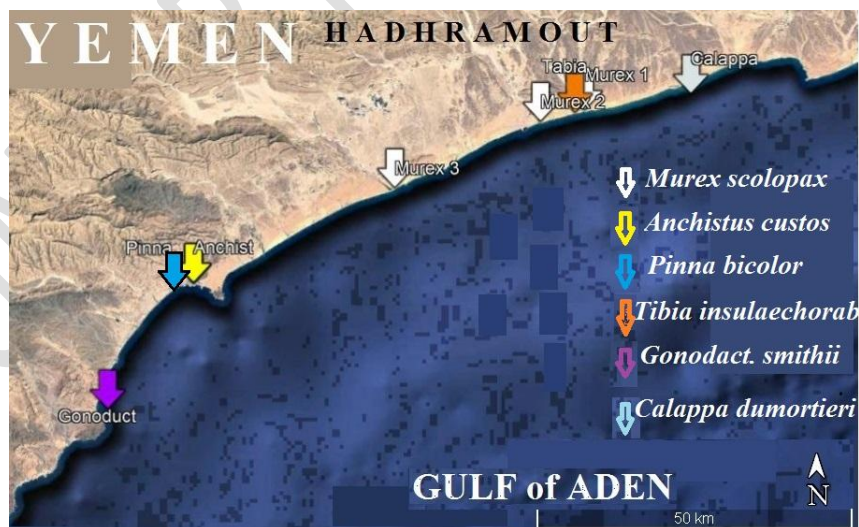 YEMEN HADHRAMOUT
Calappa
Tabia
Murex 1
Murex 2
Murex 3
Murex scolopax
Anchistus custos
Pinna Anchist
Pinna bicolor
Tibia insulaechorab
Gonodact. smithii
Gonoduct
Calappa dumortieri
GULF of ADEN
N
50 km